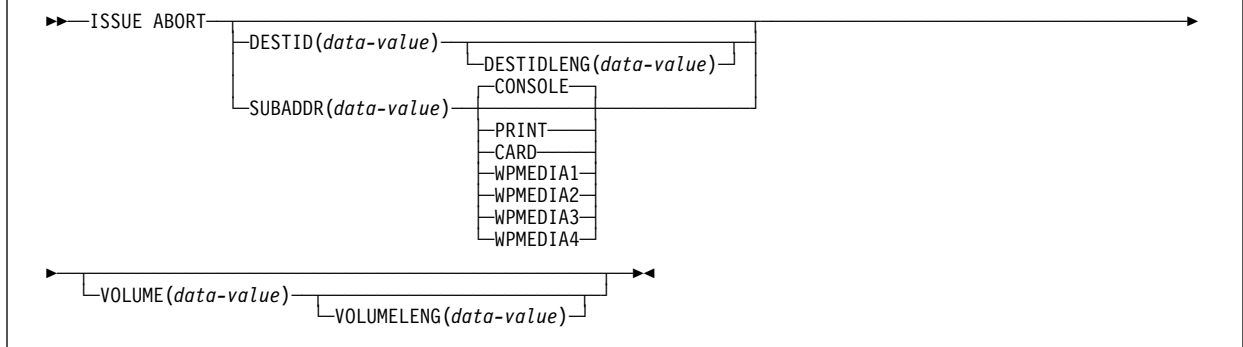 ISSUE ABORT
DESTID(data-value)
DESTIDLENG(data-value)
CONSOLE
SUBADDR(data-value)
PRINT
CARD
WPMEDIA1
WPMEDIA2
WPMEDIA3
WPMEDIA4
VOLUME(data-value)
VOLUMELENG(data-value)